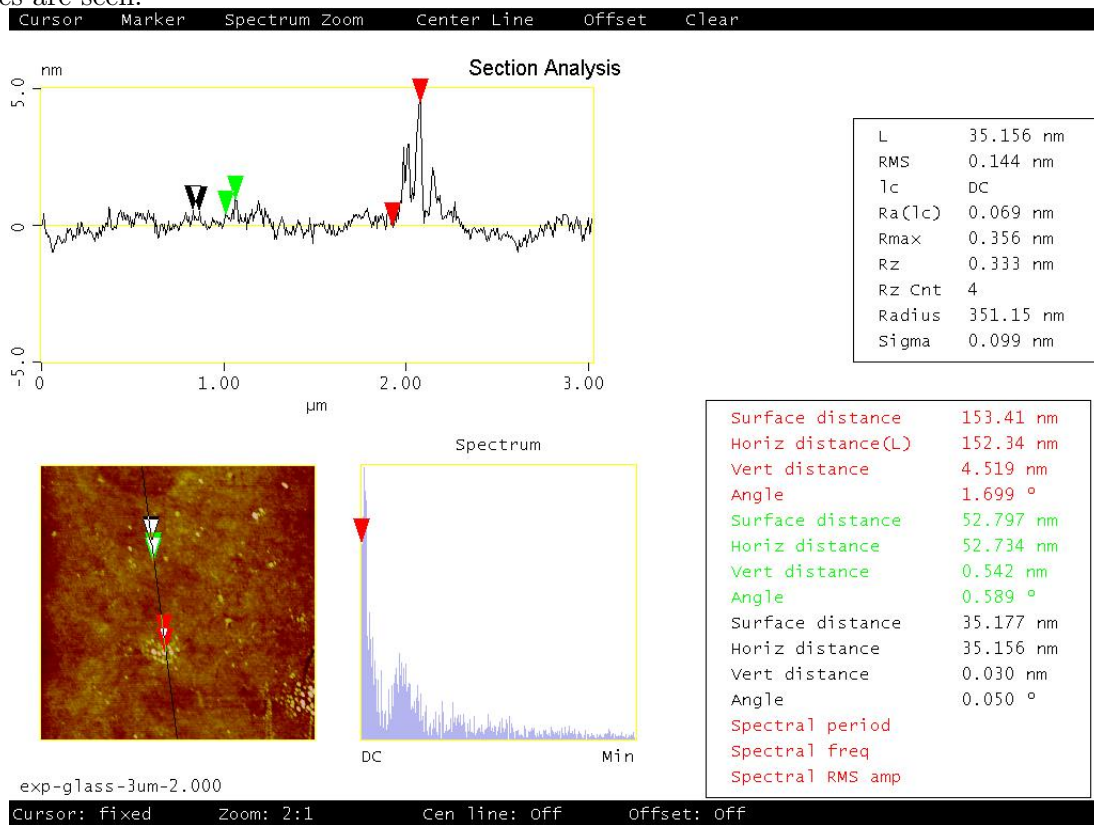 es are seen.
Cursor Marker Spectrum Zoom Center Line Offset Clear
nm
Section Analysis
5.0
0
-5.0
0 1.00 2.00 3.00
µm
L 35.156 nm
RMS 0.144 nm
lc DC
Ra(lc) 0.069 nm
Rmax 0.356 nm
Rz 0.333 nm
Rz Cnt 4
Radius 351.15 nm
Sigma 0.099 nm
Surface distance 153.41 nm
Horiz distance(L) 152.34 nm
Vert distance 4.519 nm
Angle 1.699 °
Surface distance 52.797 nm
Horiz distance 52.734 nm
Vert distance 0.542 nm
Angle 0.589 °
Surface distance 35.177 nm
Horiz distance 35.156 nm
Vert distance 0.030 nm
Angle 0.050 °
Spectral period
Spectral freq
Spectral RMS amp
Spectrum
DC Min
exp-glass-3um-2.000
Cursor: fixed Zoom: 2:1 Cen line: Off Offset: Off